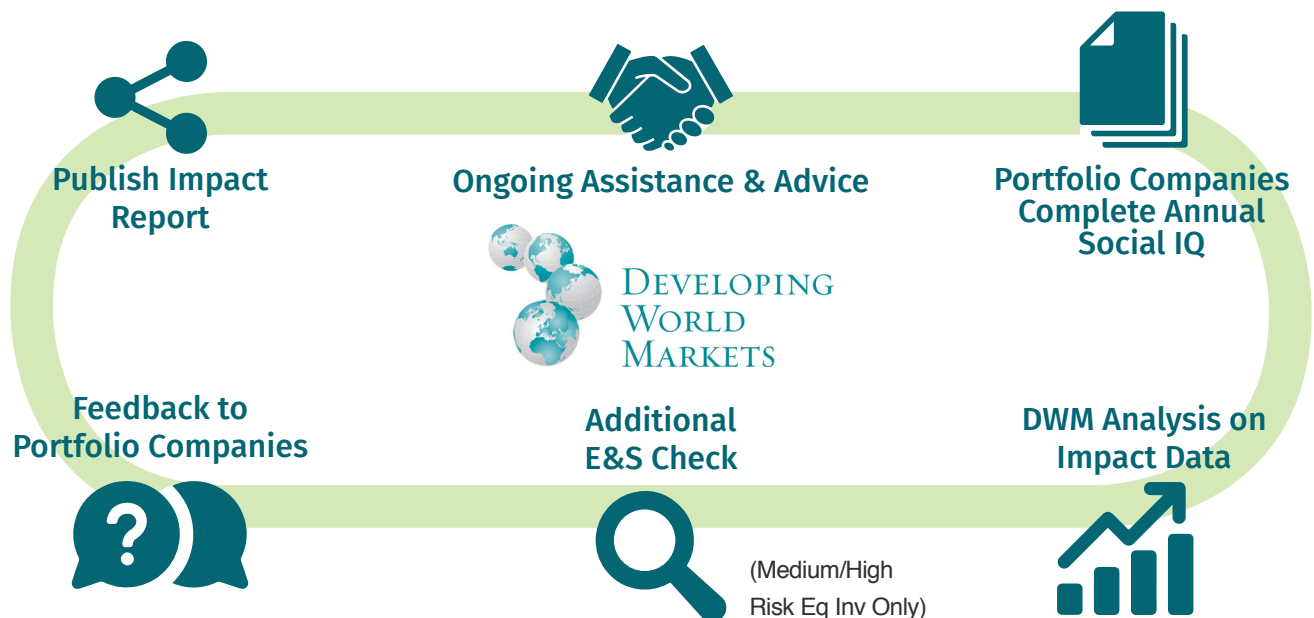 Publish Impact
Report
Ongoing Assistance & Advice
Portfolio Companies
Complete Annual
Social IQ
DEVELOPING
WORLD
MARKETS
Feedback to
Portfolio Companies
?
Additional
E&S Check
(Medium/High
Risk Eq Inv Only)
DWM Analysis on
Impact Data